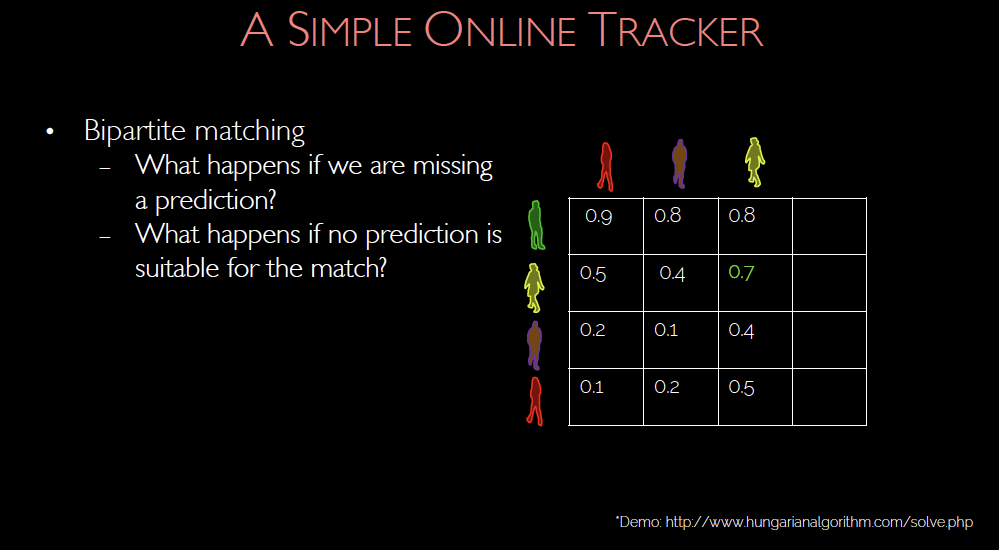 A SIMPLE ONLINE TRACKER
• Bipartite matching
– What happens if we are missing
a prediction?
– What happens if no prediction is
suitable for the match?
0.9 0.8 0.8
0.5 0.4 0.7
0.2 0.1 0.4
0.1 0.2 0.5
*Demo: http://www.hungarianalgorithm.com/solve.php